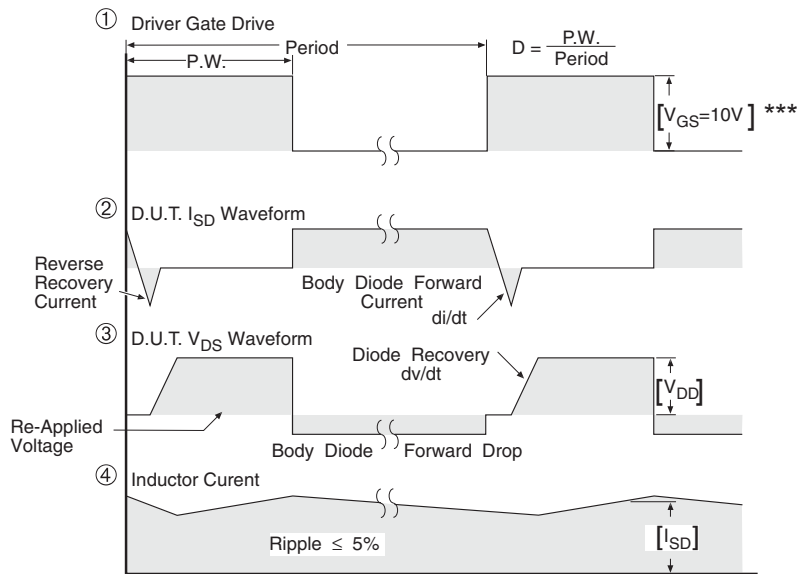 ① Driver Gate Drive
Period
P.W.
D = P.W. / Period
[VGS=10V] ***
② D.U.T. ISD Waveform
Reverse
Recovery
Current
Body Diode Forward
Current
di/dt
③ D.U.T. VDS Waveform
Diode Recovery
dv/dt
[VDD]
Re-Applied
Voltage
Body Diode Forward Drop
④ Inductor Curent
Ripple ≤ 5%
[ISD]